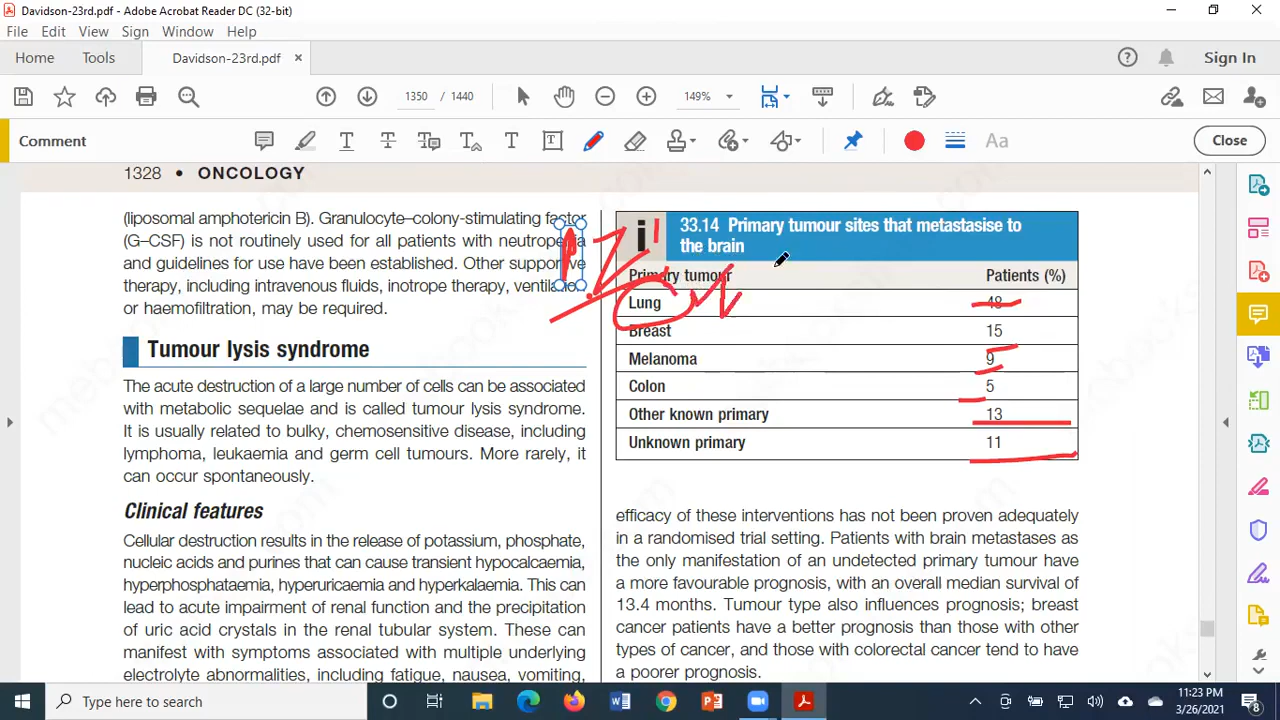 Davidson-23rd.pdf - Adobe Acrobat Reader DC (32-bit)
File Edit View Sign Window Help
Home Tools Davidson-23rd.pdf × Sign In
1350 / 1440 149%
Comment Aa Close
1328 • ONCOLOGY
(liposomal amphotericin B). Granulocyte–colony-stimulating factor
(G–CSF) is not routinely used for all patients with neutropenia
and guidelines for use have been established. Other supportive
therapy, including intravenous fluids, inotrope therapy, ventilation
or haemofiltration, may be required.
Tumour lysis syndrome
The acute destruction of a large number of cells can be associated
with metabolic sequelae and is called tumour lysis syndrome.
It is usually related to bulky, chemosensitive disease, including
lymphoma, leukaemia and germ cell tumours. More rarely, it
can occur spontaneously.
Clinical features
Cellular destruction results in the release of potassium, phosphate,
nucleic acids and purines that can cause transient hypocalcaemia,
hyperphosphataemia, hyperuricaemia and hyperkalaemia. This can
lead to acute impairment of renal function and the precipitation
of uric acid crystals in the renal tubular system. These can
manifest with symptoms associated with multiple underlying
electrolyte abnormalities, including fatigue, nausea, vomiting,
i 33.14 Primary tumour sites that metastasise to
the brain
Primary tumour Patients (%)
Lung 48
Breast 15
Melanoma 9
Colon 5
Other known primary 13
Unknown primary 11
efficacy of these interventions has not been proven adequately
in a randomised trial setting. Patients with brain metastases as
the only manifestation of an undetected primary tumour have
a more favourable prognosis, with an overall median survival of
13.4 months. Tumour type also influences prognosis; breast
cancer patients have a better prognosis than those with other
types of cancer, and those with colorectal cancer tend to have
a poorer prognosis.
Type here to search
11:23 PM
3/26/2021
8